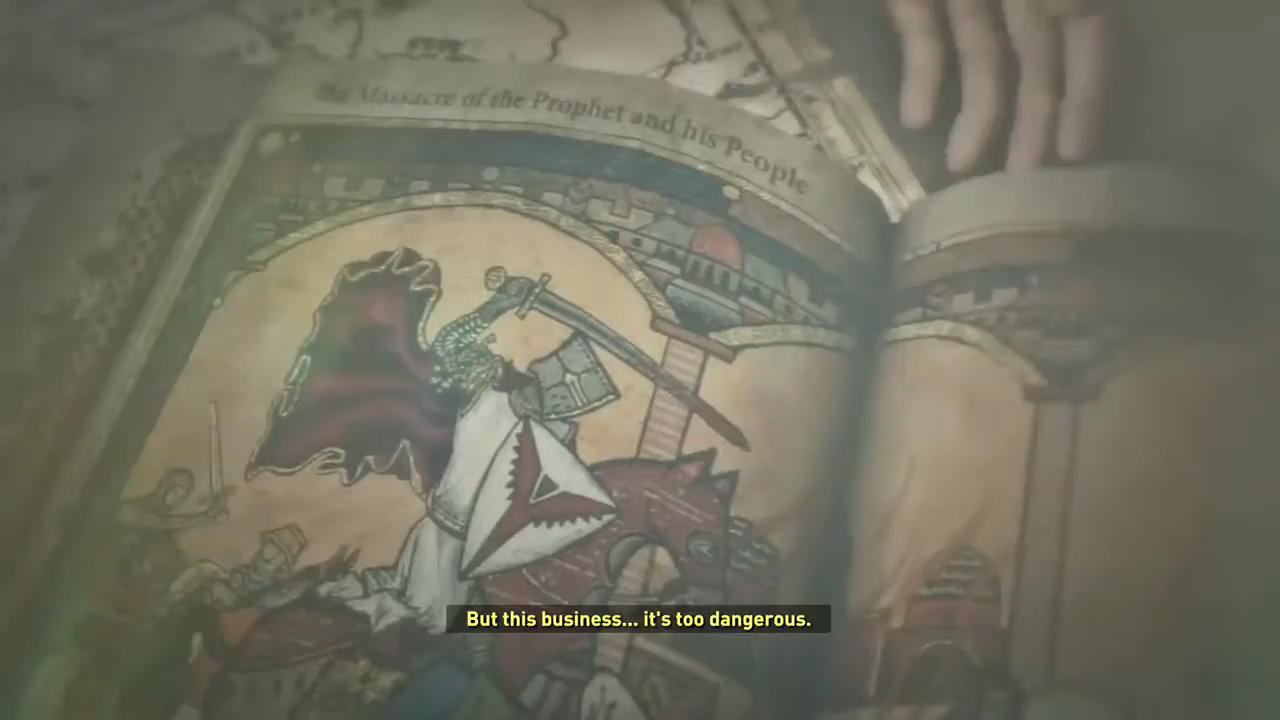 the Massacre of the Prophet and his People
But this business... it's too dangerous.